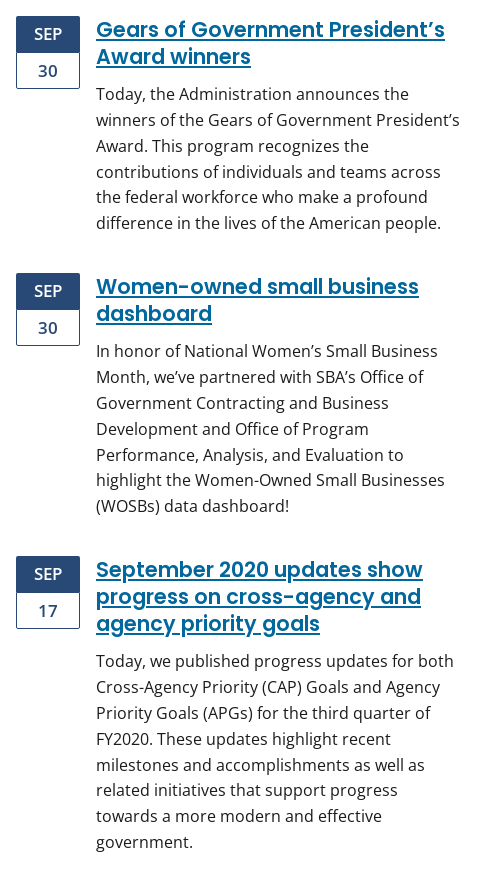 SEP
30
Gears of Government President’s
Award winners
Today, the Administration announces the
winners of the Gears of Government President’s
Award. This program recognizes the
contributions of individuals and teams across
the federal workforce who make a profound
difference in the lives of the American people.
SEP
30
Women-owned small business
dashboard
In honor of National Women’s Small Business
Month, we’ve partnered with SBA’s Office of
Government Contracting and Business
Development and Office of Program
Performance, Analysis, and Evaluation to
highlight the Women-Owned Small Businesses
(WOSBs) data dashboard!
SEP
17
September 2020 updates show
progress on cross-agency and
agency priority goals
Today, we published progress updates for both
Cross-Agency Priority (CAP) Goals and Agency
Priority Goals (APGs) for the third quarter of
FY2020. These updates highlight recent
milestones and accomplishments as well as
related initiatives that support progress
towards a more modern and effective
government.